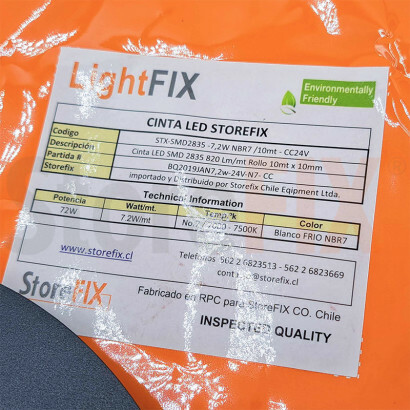 LightFIX
Environmentally
Friendly
CINTA LED STOREFIX
Codigo STX-SMD2835 -7,2W NBR7 /10mt - CC24V
Descripción Cinta LED SMD 2835 820 Lm/mt Rollo 10mt x 10mm
Partida # BQ2019JAN7,2w-24V-N7- CC
Storefix importado y Distribuido por Storefix Chile Eqipment Ltda.
Technical Information
Potencia Watt/mt. Temp.°k Color
72W 7.2W/mt 7000 - 7500K Blanco FRIO NBR7
www.storefix.cl Telefonos 562 2 6823513 - 562 2 6823669
@storefix.cl
StoreFIX Fabricado en RPC para StoreFIX CO. Chile
INSPECTED QUALITY